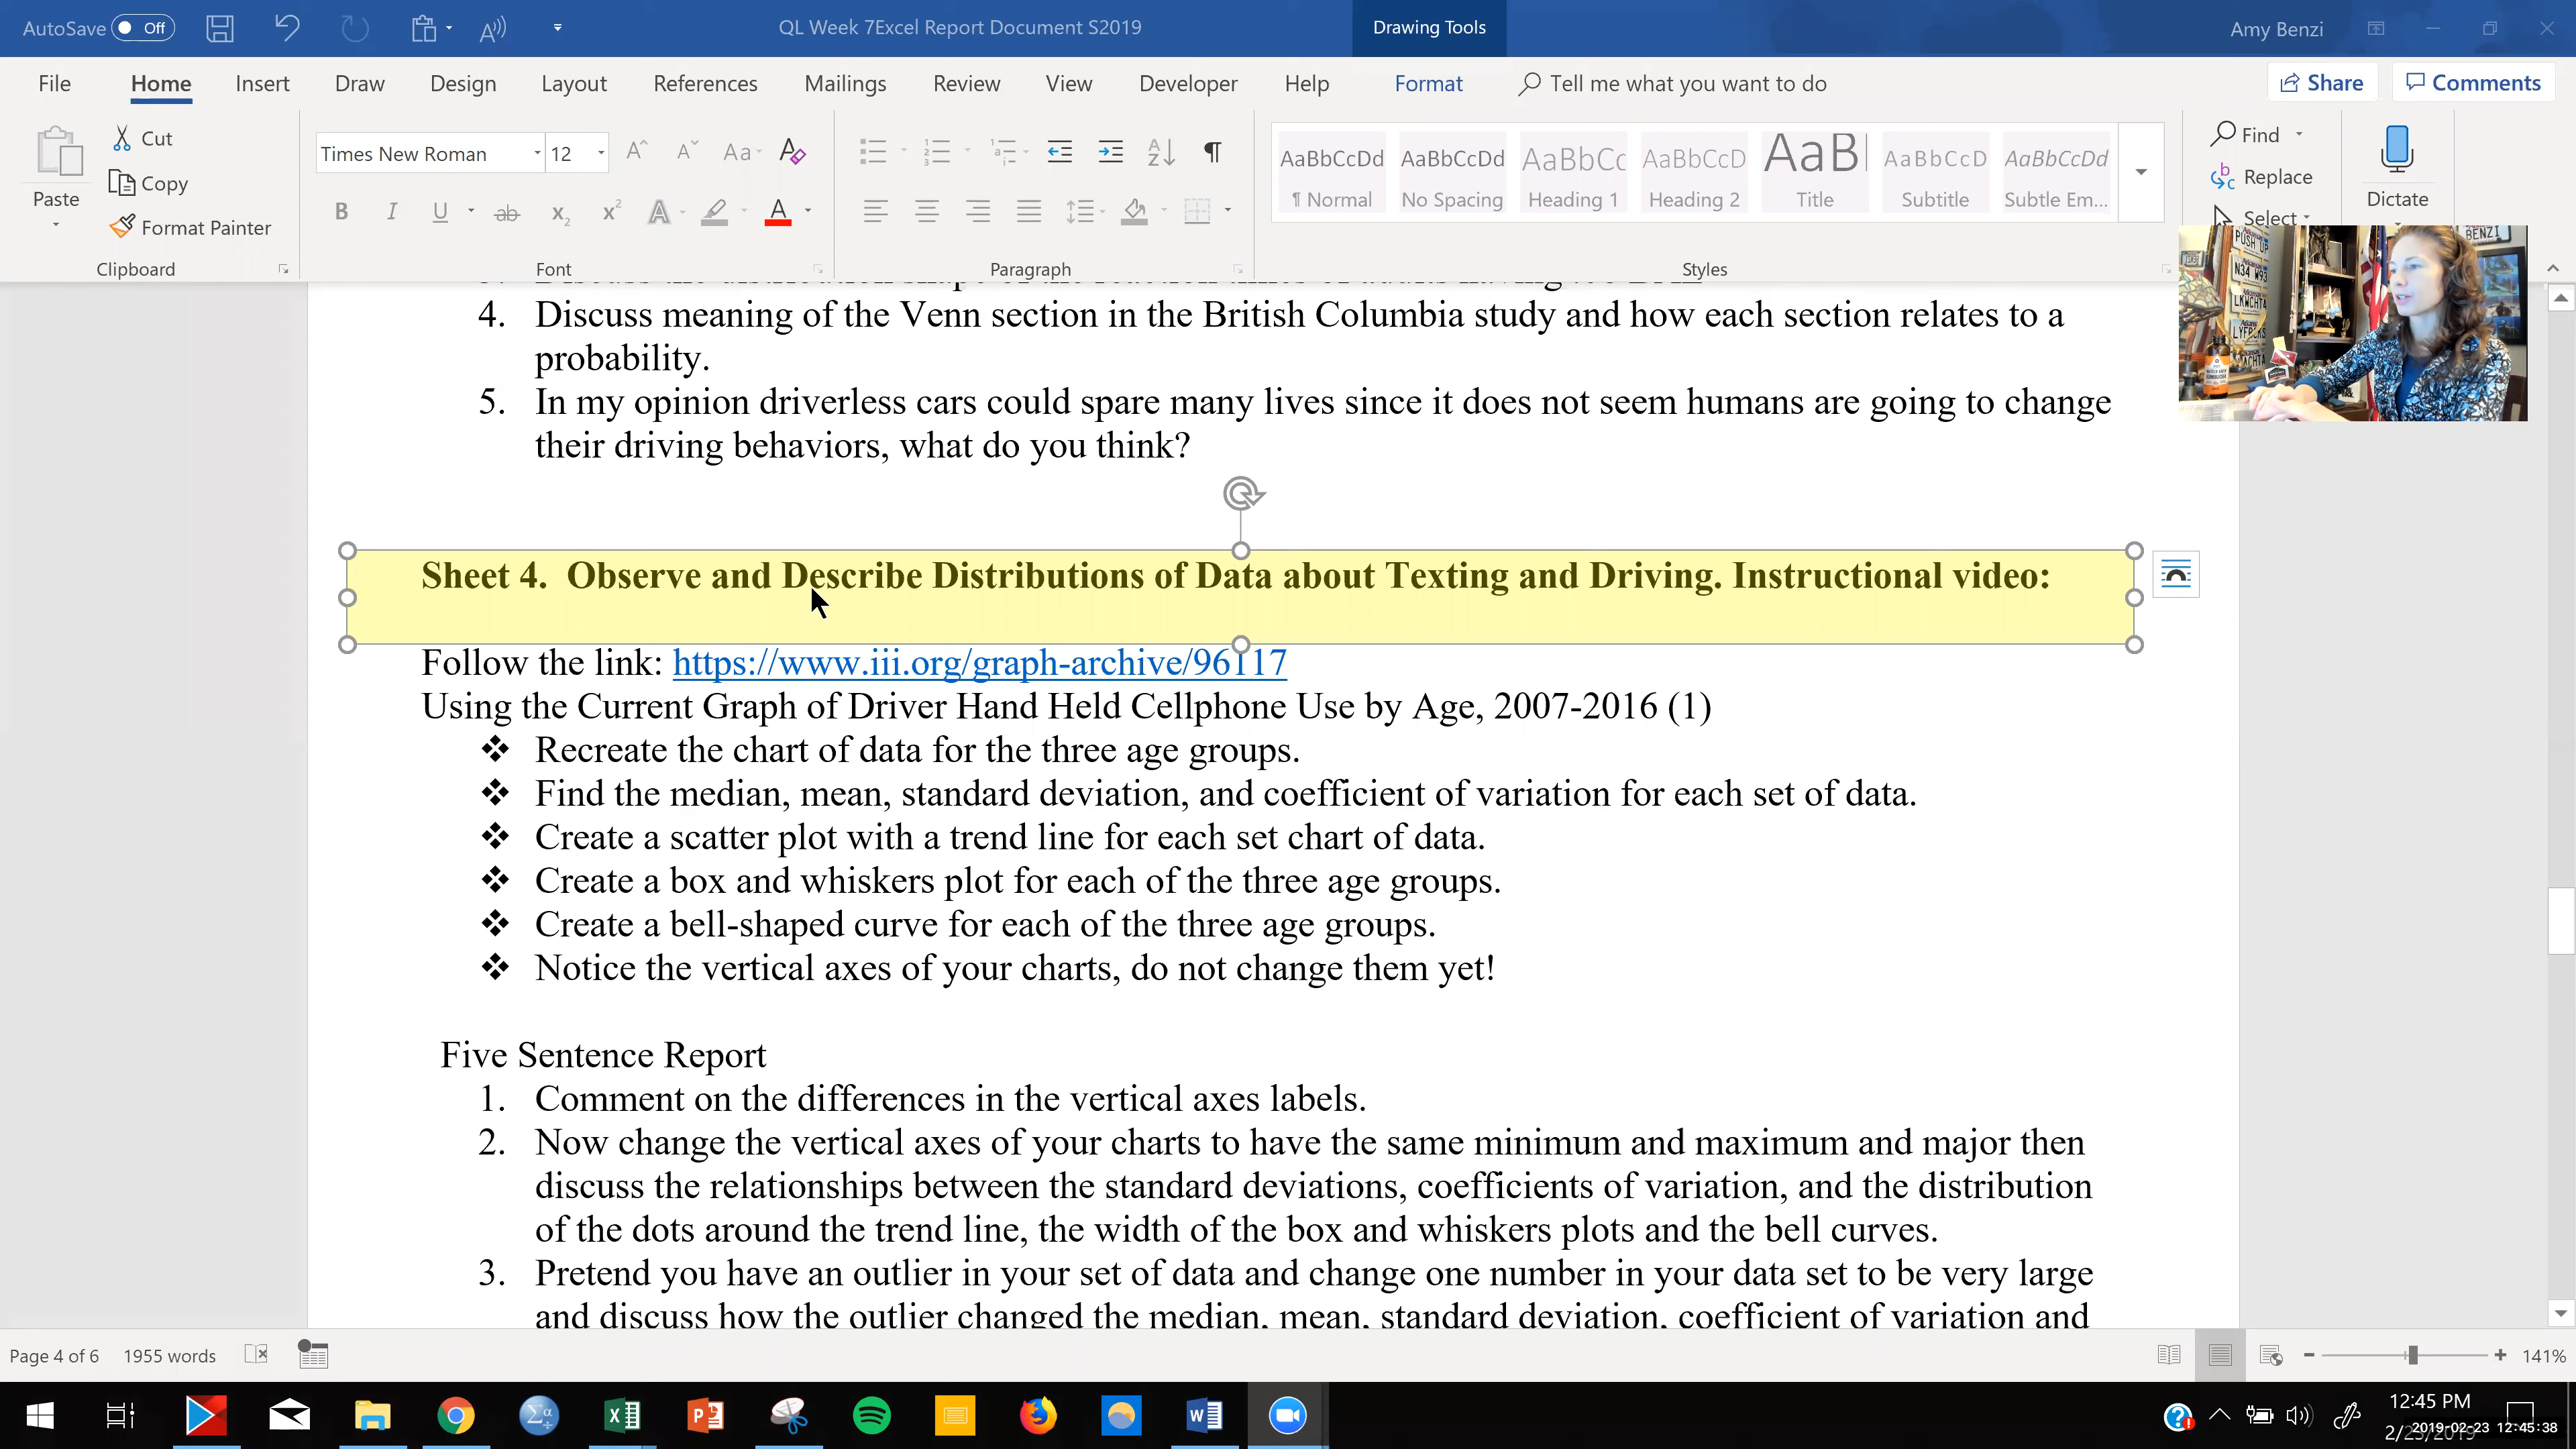 AutoSave Off
QL Week 7Excel Report Document S2019
Drawing Tools
Amy Benzi
File Home Insert Draw Design Layout References Mailings Review View Developer Help Format Tell me what you want to do Share Comments
Paste
Cut
Copy
Format Painter
Clipboard
Times New Roman 12
Font
Paragraph
AaBbCcDd AaBbCcDd AaBbCc AaBbCcD AaB AaBbCcD AaBbCcDd
¶ Normal No Spacing Heading 1 Heading 2 Title Subtitle Subtle Em...
Styles
Find
Replace
Select
Dictate
PUSH UP
BENZI
4. Discuss meaning of the Venn section in the British Columbia study and how each section relates to a
probability.
5. In my opinion driverless cars could spare many lives since it does not seem humans are going to change
their driving behaviors, what do you think?
Sheet 4. Observe and Describe Distributions of Data about Texting and Driving. Instructional video:
Follow the link: https://www.iii.org/graph-archive/96117
Using the Current Graph of Driver Hand Held Cellphone Use by Age, 2007-2016 (1)
❖ Recreate the chart of data for the three age groups.
❖ Find the median, mean, standard deviation, and coefficient of variation for each set of data.
❖ Create a scatter plot with a trend line for each set chart of data.
❖ Create a box and whiskers plot for each of the three age groups.
❖ Create a bell-shaped curve for each of the three age groups.
❖ Notice the vertical axes of your charts, do not change them yet!
Five Sentence Report
1. Comment on the differences in the vertical axes labels.
2. Now change the vertical axes of your charts to have the same minimum and maximum and major then
discuss the relationships between the standard deviations, coefficients of variation, and the distribution
of the dots around the trend line, the width of the box and whiskers plots and the bell curves.
3. Pretend you have an outlier in your set of data and change one number in your data set to be very large
and discuss how the outlier changed the median, mean, standard deviation, coefficient of variation and
Page 4 of 6 1955 words
141%
12:45 PM
2019-02-23 12:45:38